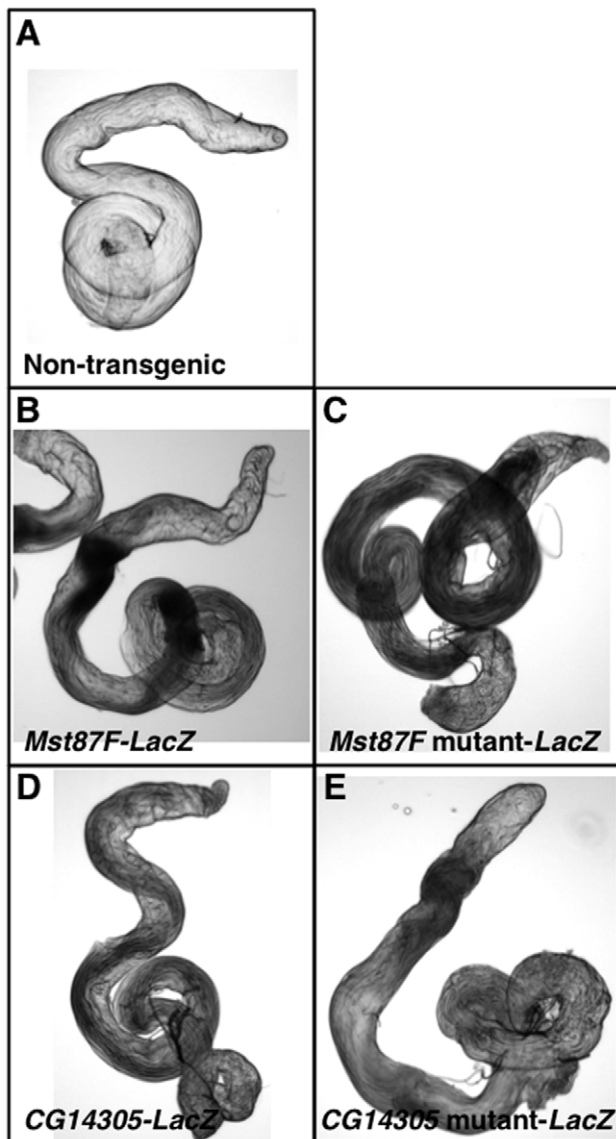 A
Non-transgenic
B
Mst87F-LacZ
C
Mst87F mutant-LacZ
D
CG14305-LacZ
E
CG14305 mutant-LacZ